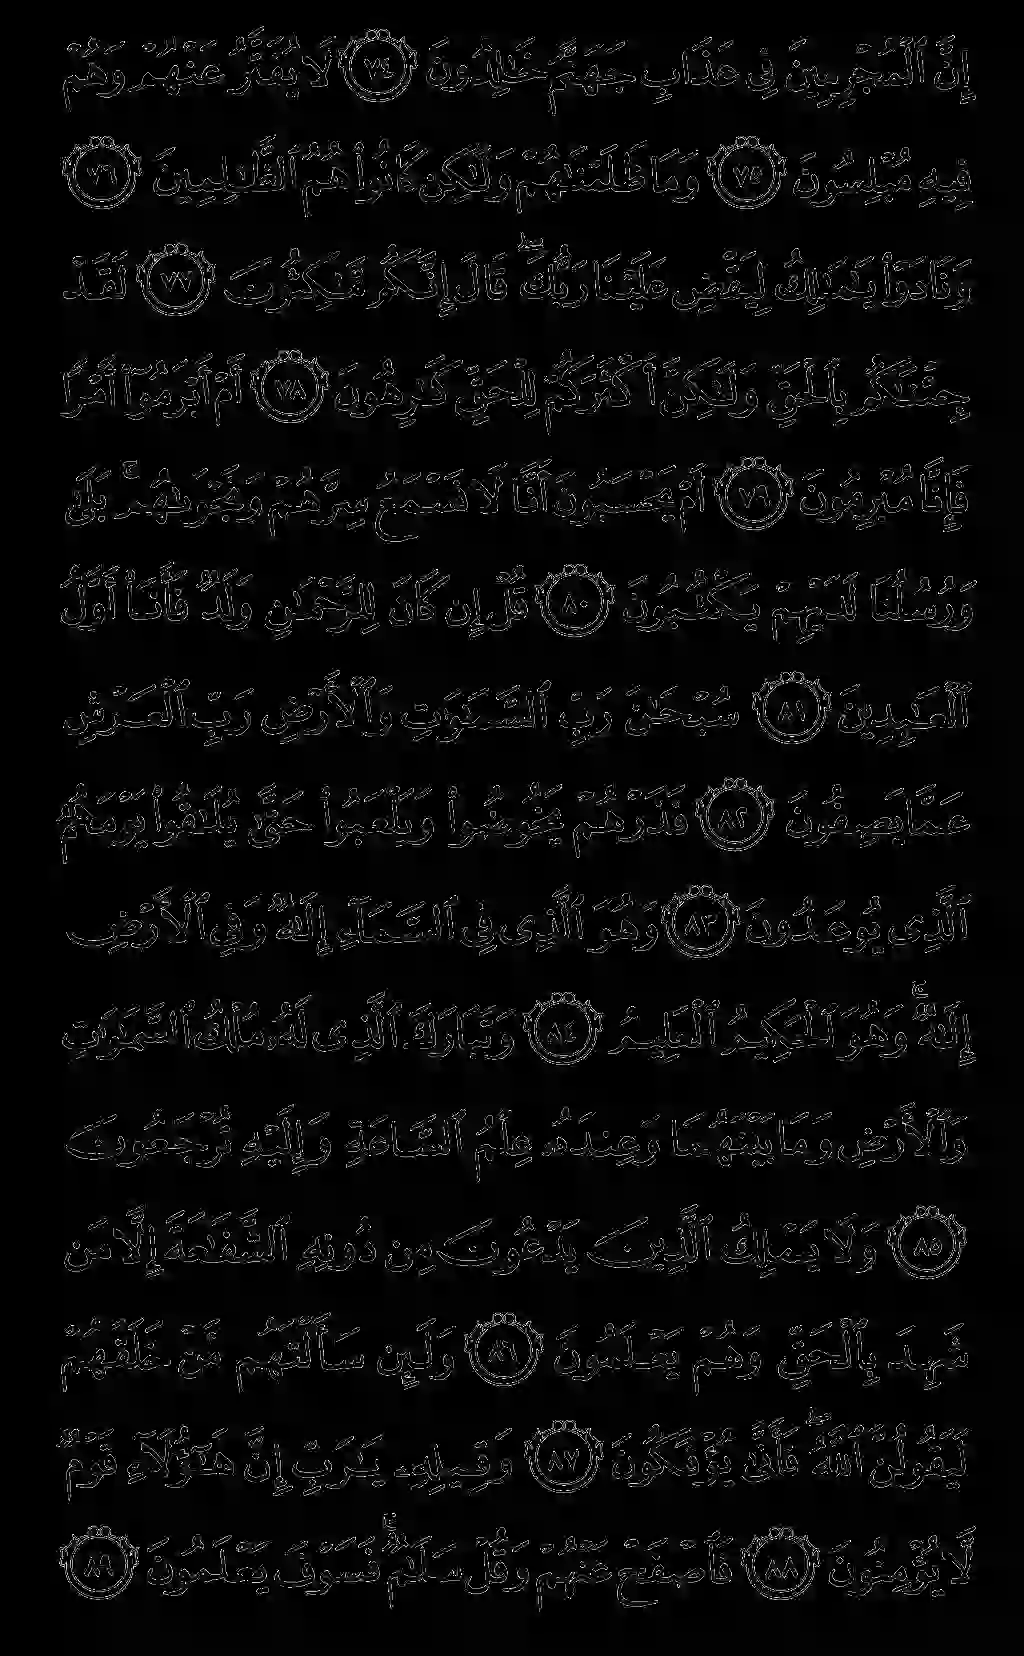 إِنَّ ٱلْمُجْرِمِينَ فِى عَذَابِ جَهَنَّمَ خَٰلِدُونَ ٧٤ لَا يُفَتَّرُ عَنْهُمْ وَهُمْ
فِيهِ مُبْلِسُونَ ٧٥ وَمَا ظَلَمْنَٰهُمْ وَلَٰكِن كَانُوا۟ هُمُ ٱلظَّٰلِمِينَ ٧٦
وَنَادَوْا۟ يَٰمَٰلِكُ لِيَقْضِ عَلَيْنَا رَبُّكَ ۖ قَالَ إِنَّكُم مَّٰكِثُونَ ٧٧ لَقَدْ
جِئْنَٰكُم بِٱلْحَقِّ وَلَٰكِنَّ أَكْثَرَكُمْ لِلْحَقِّ كَٰرِهُونَ ٧٨ أَمْ أَبْرَمُوٓا۟ أَمْرًا
فَإِنَّا مُبْرِمُونَ ٧٩ أَمْ يَحْسَبُونَ أَنَّا لَا نَسْمَعُ سِرَّهُمْ وَنَجْوَىٰهُم ۚ بَلَىٰ
وَرُسُلُنَا لَدَيْهِمْ يَكْتُبُونَ ٨٠ قُلْ إِن كَانَ لِلرَّحْمَٰنِ وَلَدٌ فَأَنَا۠ أَوَّلُ
ٱلْعَٰبِدِينَ ٨١ سُبْحَٰنَ رَبِّ ٱلسَّمَٰوَٰتِ وَٱلْأَرْضِ رَبِّ ٱلْعَرْشِ
عَمَّا يَصِفُونَ ٨٢ فَذَرْهُمْ يَخُوضُوا۟ وَيَلْعَبُوا۟ حَتَّىٰ يُلَٰقُوا۟ يَوْمَهُمُ
ٱلَّذِى يُوعَدُونَ ٨٣ وَهُوَ ٱلَّذِى فِى ٱلسَّمَآءِ إِلَٰهٌ وَفِى ٱلْأَرْضِ
إِلَٰهٌ ۚ وَهُوَ ٱلْحَكِيمُ ٱلْعَلِيمُ ٨٤ وَتَبَارَكَ ٱلَّذِى لَهُۥ مُلْكُ ٱلسَّمَٰوَٰتِ
وَٱلْأَرْضِ وَمَا بَيْنَهُمَا وَعِندَهُۥ عِلْمُ ٱلسَّاعَةِ وَإِلَيْهِ تُرْجَعُونَ
٨٥ وَلَا يَمْلِكُ ٱلَّذِينَ يَدْعُونَ مِن دُونِهِ ٱلشَّفَٰعَةَ إِلَّا مَن
شَهِدَ بِٱلْحَقِّ وَهُمْ يَعْلَمُونَ ٨٦ وَلَئِن سَأَلْتَهُم مَّنْ خَلَقَهُمْ
لَيَقُولُنَّ ٱللَّهُ ۖ فَأَنَّىٰ يُؤْفَكُونَ ٨٧ وَقِيلِهِۦ يَٰرَبِّ إِنَّ هَٰٓؤُلَآءِ قَوْمٌ
لَّا يُؤْمِنُونَ ٨٨ فَٱصْفَحْ عَنْهُمْ وَقُلْ سَلَٰمٌ ۚ فَسَوْفَ يَعْلَمُونَ ٨٩